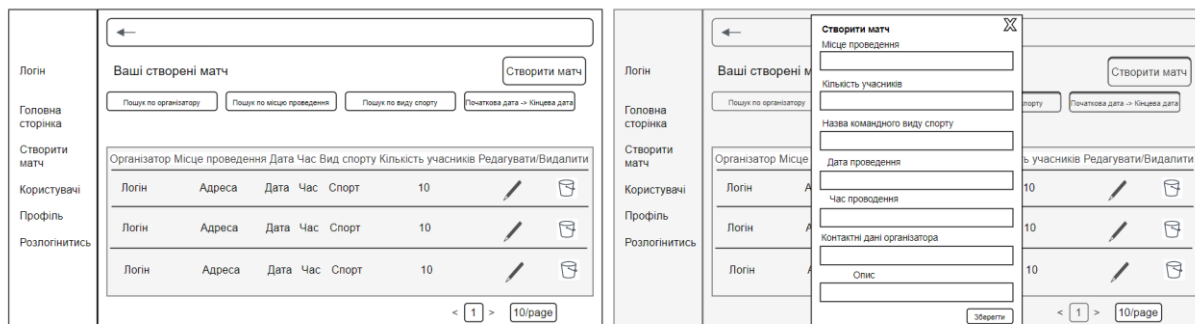 Логін
Головна
сторінка
Створити
матч
Користувачі
Профіль
Розлогінитись
Ваші створені матч
Створити матч
Пошук по організатору
Пошук по місцю проведення
Пошук по виду спорту
Початкова дата -> Кінцева дата
Організатор Місце проведення Дата Час Вид спорту Кількість учасників Редагувати/Видалити
Логін Адреса Дата Час Спорт 10
Логін Адреса Дата Час Спорт 10
Логін Адреса Дата Час Спорт 10
< 1 > 10/page
Логін
Головна
сторінка
Створити
матч
Користувачі
Профіль
Розлогінитись
Ваші створені м
Створити матч
Пошук по організатору
порту
Початкова дата -> Кінцева дата
Організатор Місце
ть учасників Редагувати/Видалити
Логін А 10
Логін А 10
Логін А 10
< 1 > 10/page
Створити матч X
Місце проведення
Кількість учасників
Назва командного виду спорту
Дата проведення
Час проводення
Контактні дані організатора
Опис
Зберегти